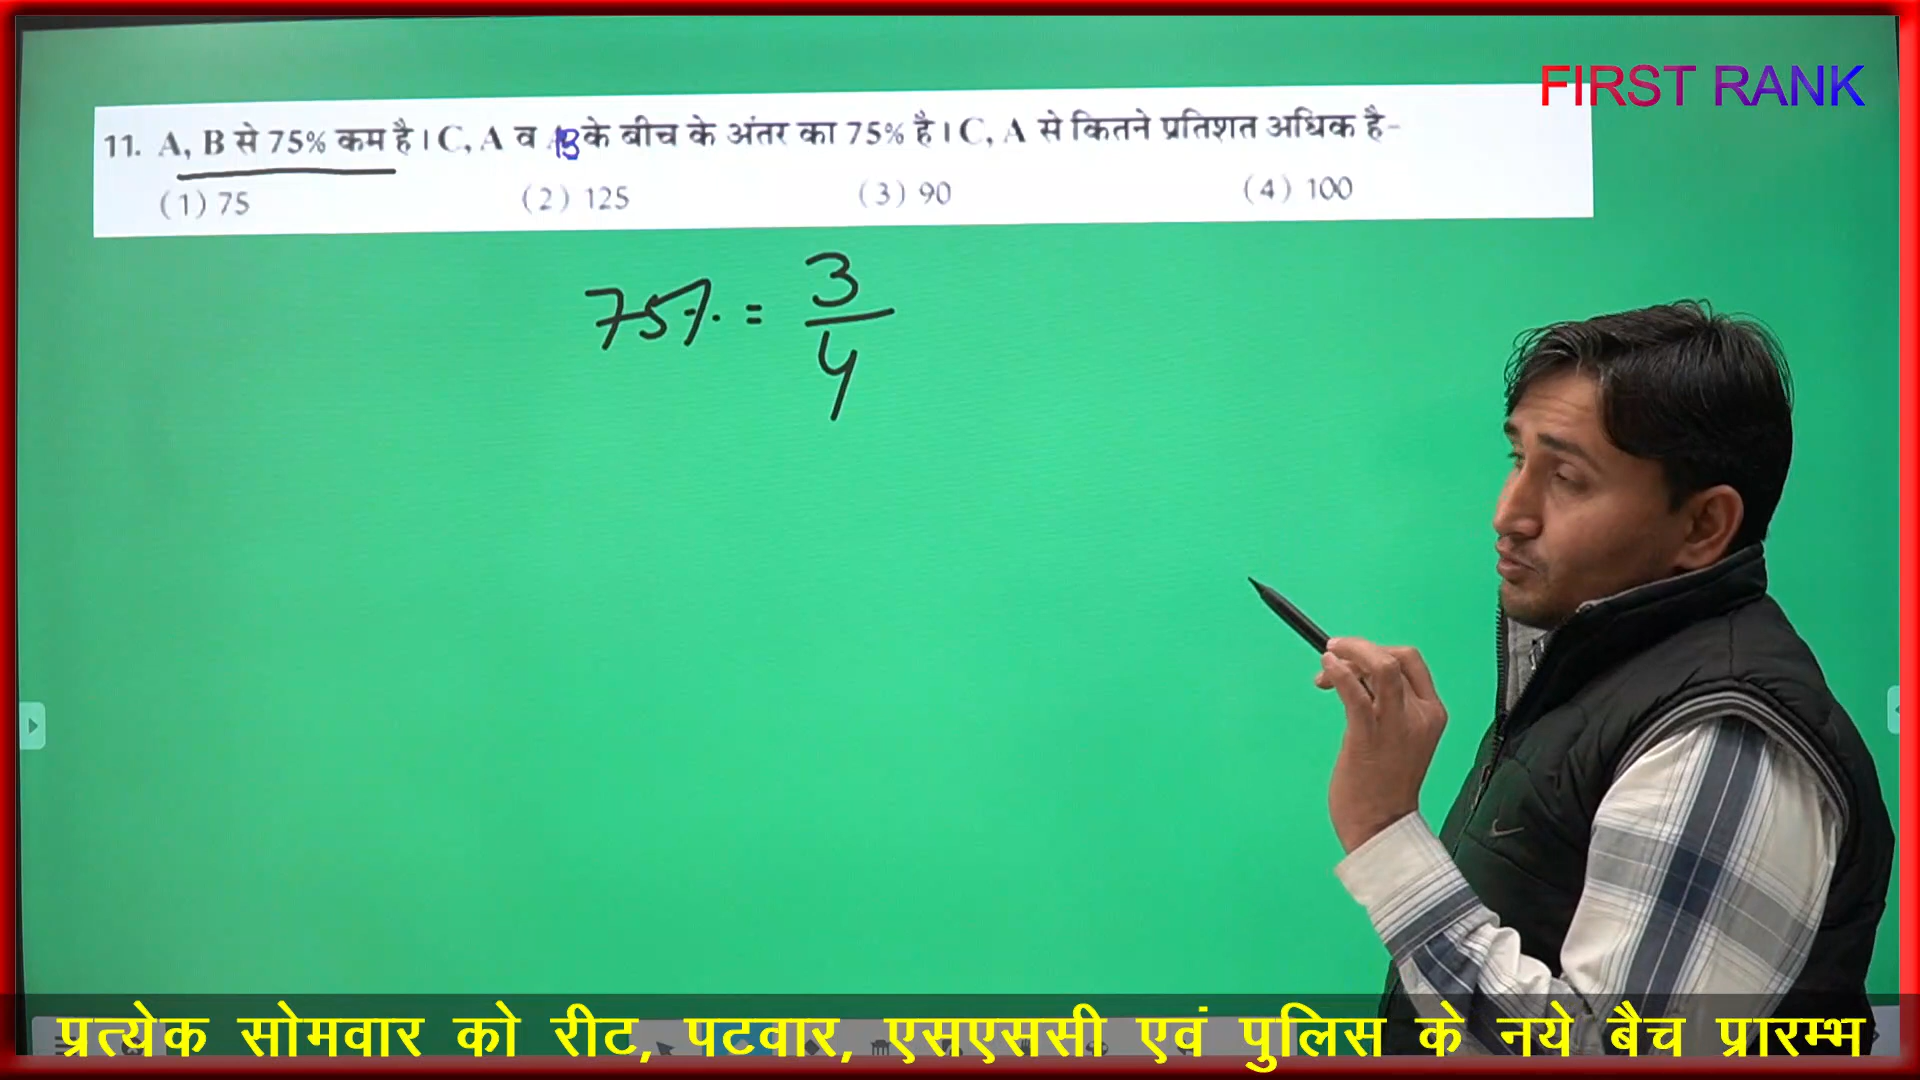 FIRST RANK
11. A, B से 75% कम है। C, A व B के बीच के अंतर का 75% है। C, A से कितने प्रतिशत अधिक है-
(1) 75 (2) 125 (3) 90 (4) 100
75% = 3/4
प्रत्येक सोमवार को रीट, पटवार, एसएससी एवं पुलिस के नये बैच प्रारम्भ